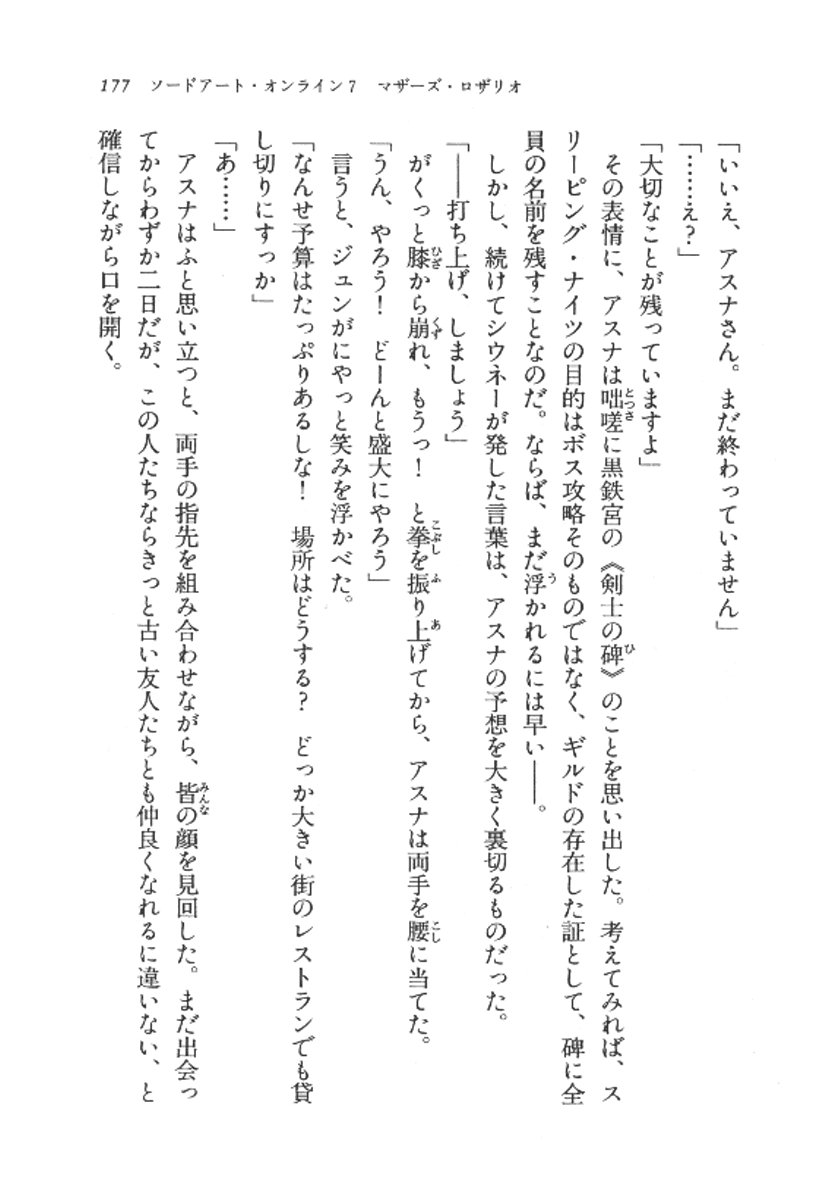 177 ソードアート・オンライン7 マザーズ・ロザリオ
「いいえ、アスナさん。まだ終わっていません」
「……え?」
「大切なことが残っていますよ」
その表情に、アスナは咄嗟に黒鉄宮の《剣士の碑》のことを思い出した。考えてみれば、ス
リーピング・ナイツの目的はボス攻略そのものではなく、ギルドの存在した証として、碑に全
員の名前を残すことなのだ。ならば、まだ浮かれるには早い――。
しかし、続けてシウネーが発した言葉は、アスナの予想を大きく裏切るものだった。
「――打ち上げ、しましょう」
がくっと膝から崩れ、もうっ! と拳を振り上げてから、アスナは両手を腰に当てた。
「うん、やろう! どーんと盛大にやろう」
言うと、ジュンがにやっと笑みを浮かべた。
「なんせ予算はたっぷりあるしな! 場所はどうする? どっか大きい街のレストランでも貸
し切りにすっか」
「あ……」
アスナはふと思い立つと、両手の指先を組み合わせながら、皆の顔を見回した。まだ出会っ
てからわずか二日だが、この人たちならきっと古い友人たちとも仲良くなれるに違いない、と
確信しながら口を開く。